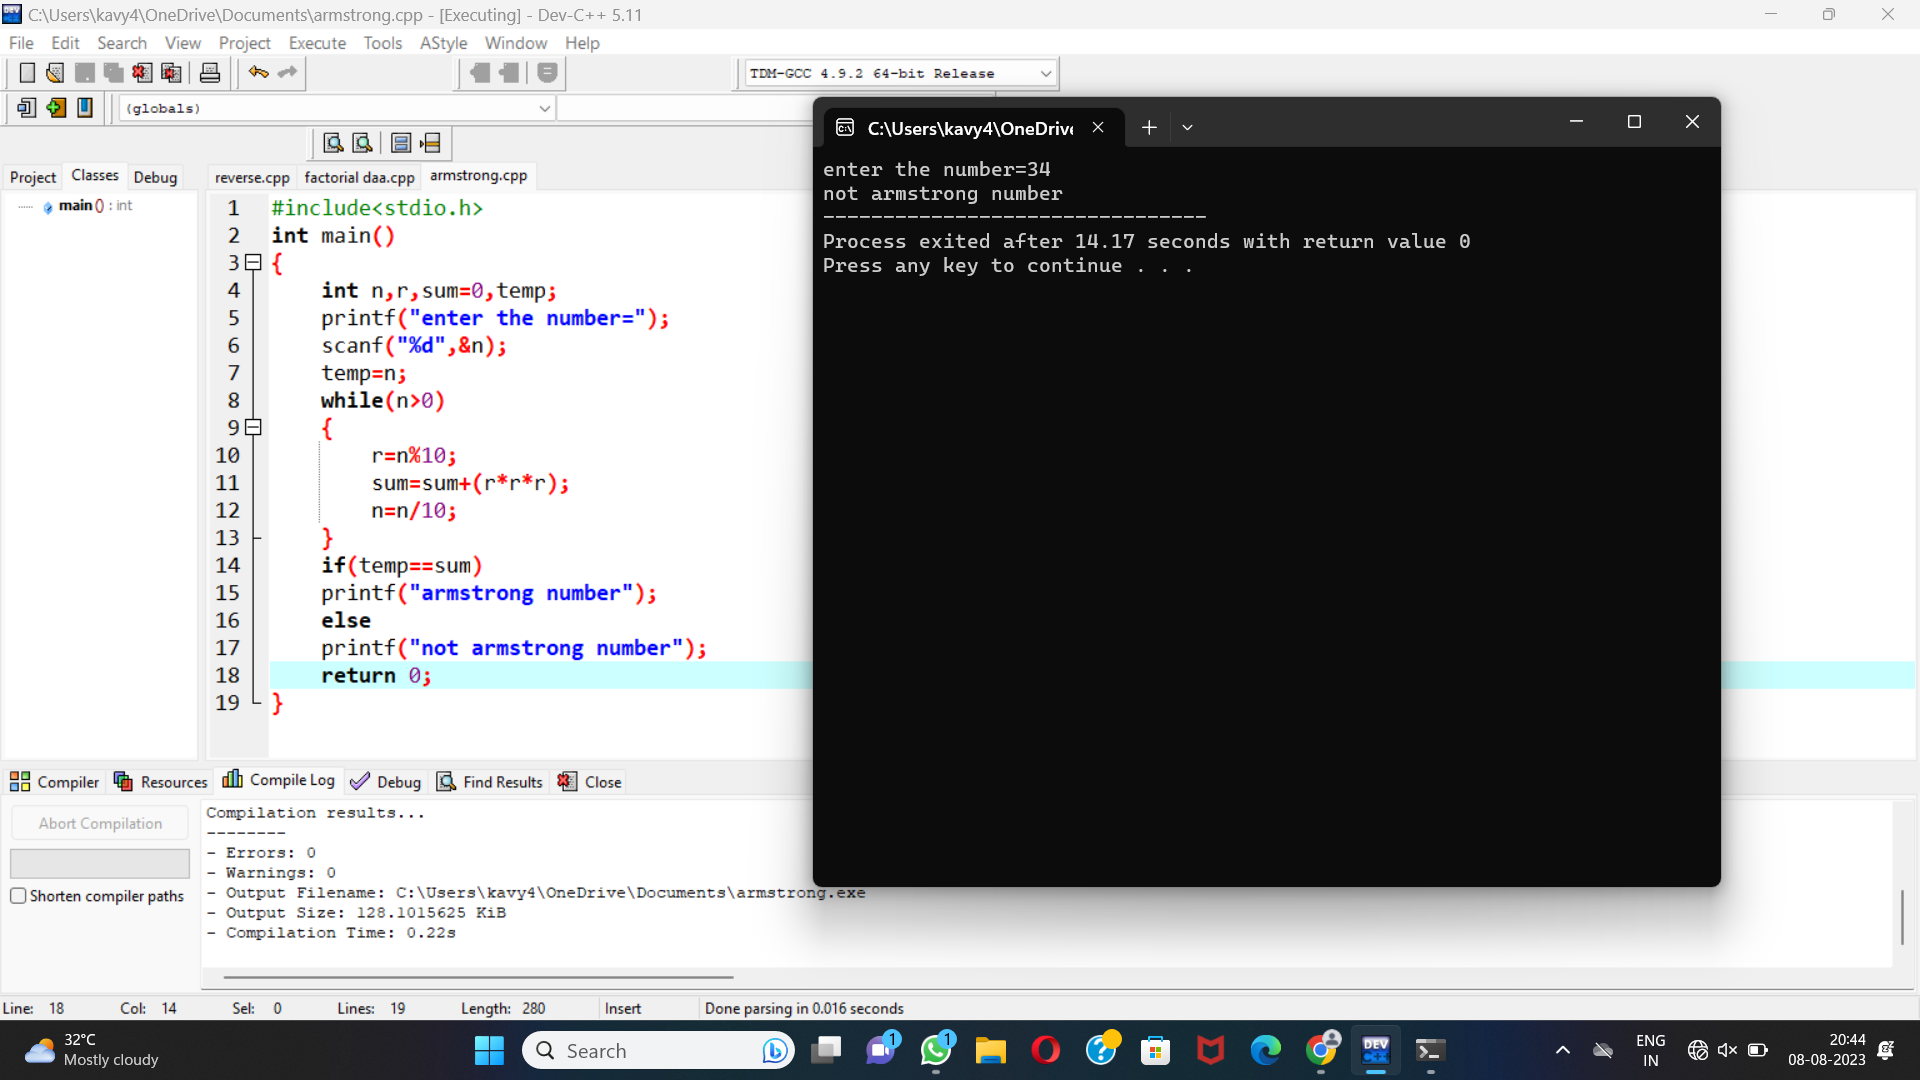 C:\Users\kavy4\OneDrive\Documents\armstrong.cpp - [Executing] - Dev-C++ 5.11
File Edit Search View Project Execute Tools AStyle Window Help
TDM-GCC 4.9.2 64-bit Release
(globals)
Project Classes Debug
reverse.cpp factorial daa.cpp armstrong.cpp
main () : int
1 #include<stdio.h>
2 int main()
3 {
4 int n,r,sum=0,temp;
5 printf("enter the number=");
6 scanf("%d",&n);
7 temp=n;
8 while(n>0)
9 {
10 r=n%10;
11 sum=sum+(r*r*r);
12 n=n/10;
13 }
14 if(temp==sum)
15 printf("armstrong number");
16 else
17 printf("not armstrong number");
18 return 0;
19 }
C:\Users\kavy4\OneDrive
enter the number=34
not armstrong number
--------------------------------
Process exited after 14.17 seconds with return value 0
Press any key to continue . . .
Compiler Resources Compile Log Debug Find Results Close
Abort Compilation
Shorten compiler paths
Compilation results...
--------
- Errors: 0
- Warnings: 0
- Output Filename: C:\Users\kavy4\OneDrive\Documents\armstrong.exe
- Output Size: 128.1015625 KiB
- Compilation Time: 0.22s
Line: 18 Col: 14 Sel: 0 Lines: 19 Length: 280 Insert Done parsing in 0.016 seconds
32°C
Mostly cloudy
Search
1
1
DEV
C++
ENG
IN
20:44
08-08-2023